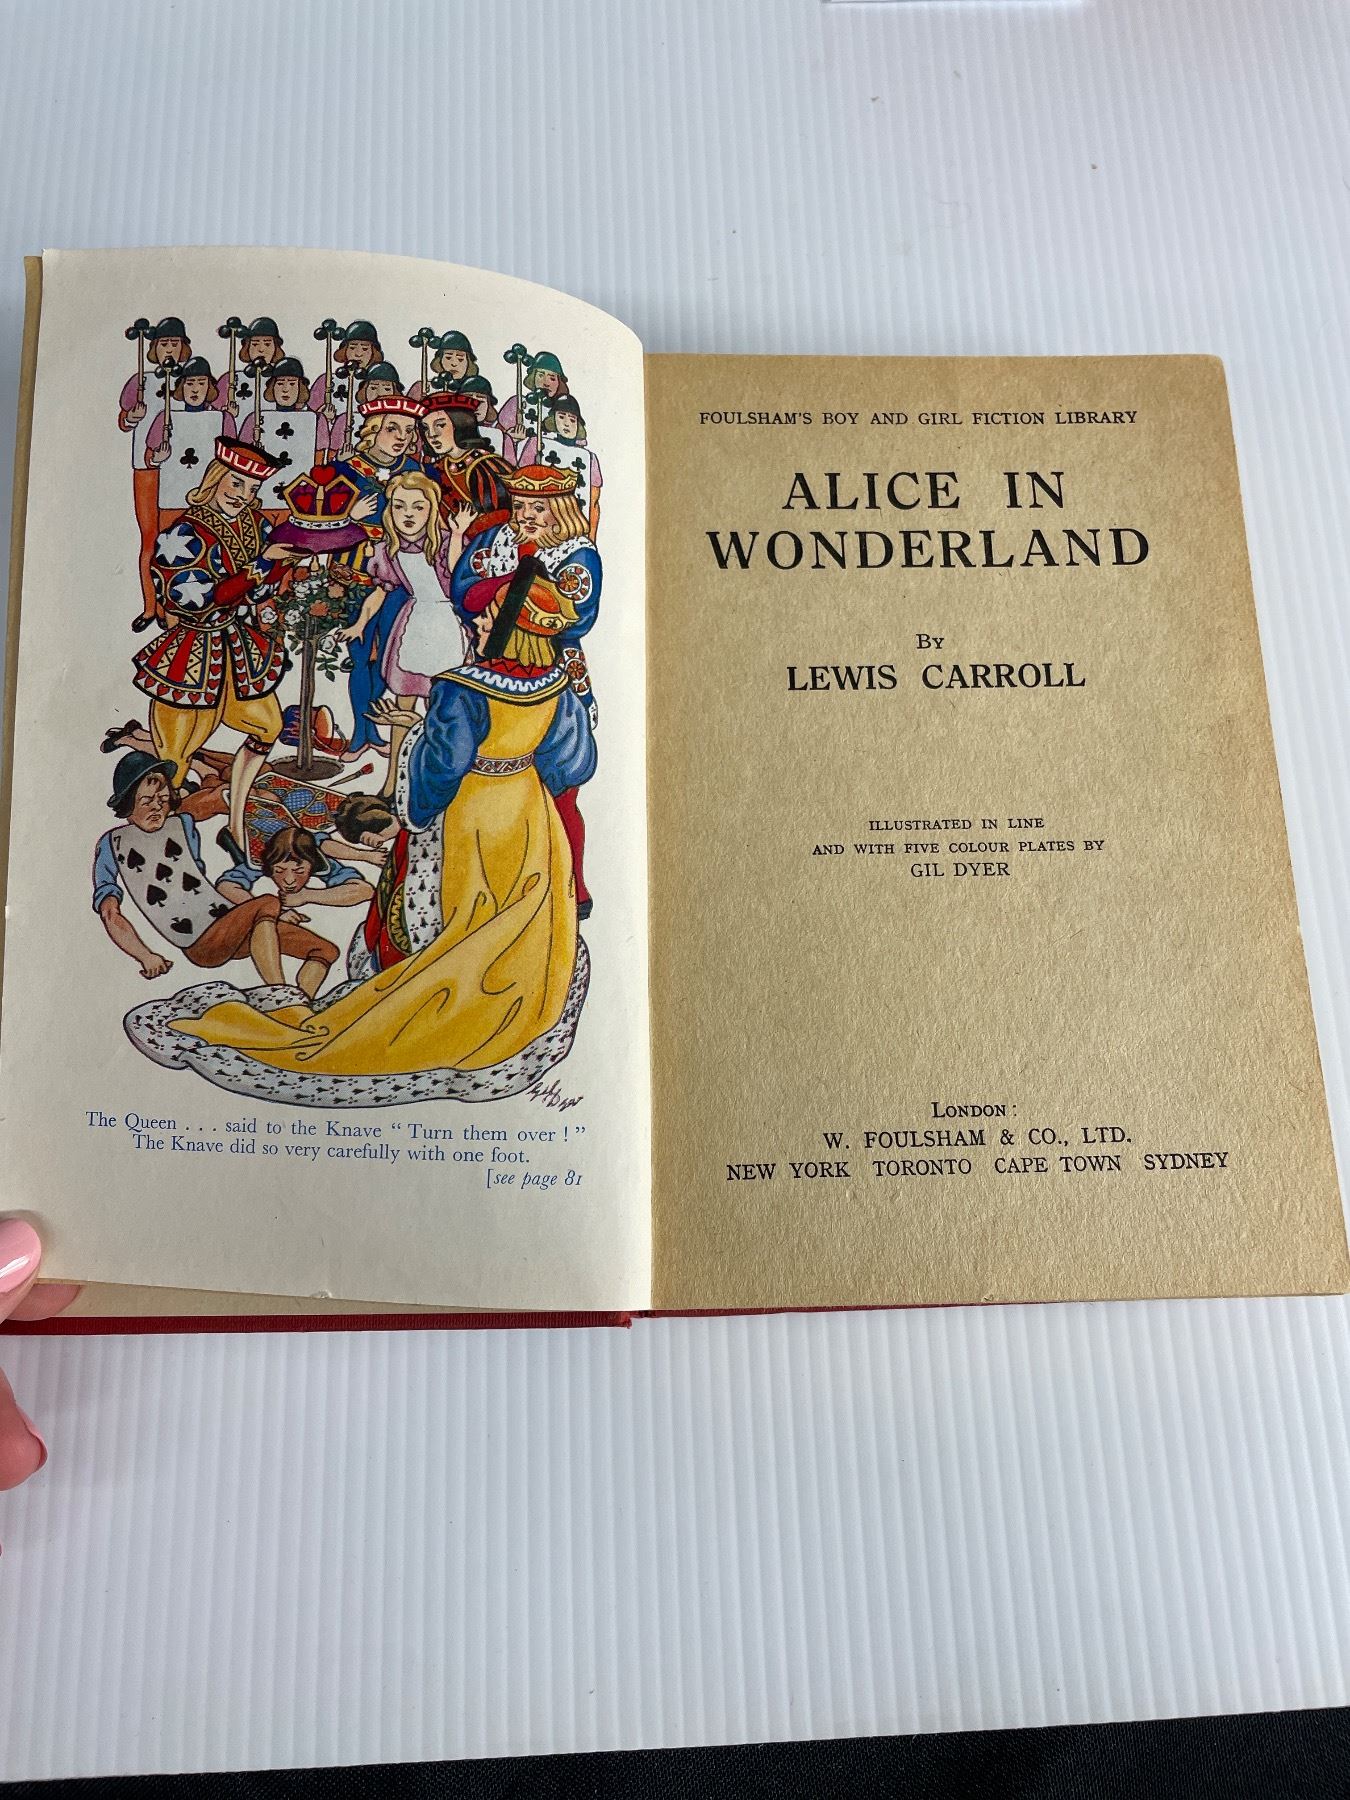 The Queen . . . said to the Knave “ Turn them over ! ”
The Knave did so very carefully with one foot.
[see page 81
FOULSHAM'S BOY AND GIRL FICTION LIBRARY
ALICE IN
WONDERLAND
By
LEWIS CARROLL
ILLUSTRATED IN LINE
AND WITH FIVE COLOUR PLATES BY
GIL DYER
London :
W. FOULSHAM & CO., LTD.
NEW YORK TORONTO CAPE TOWN SYDNEY